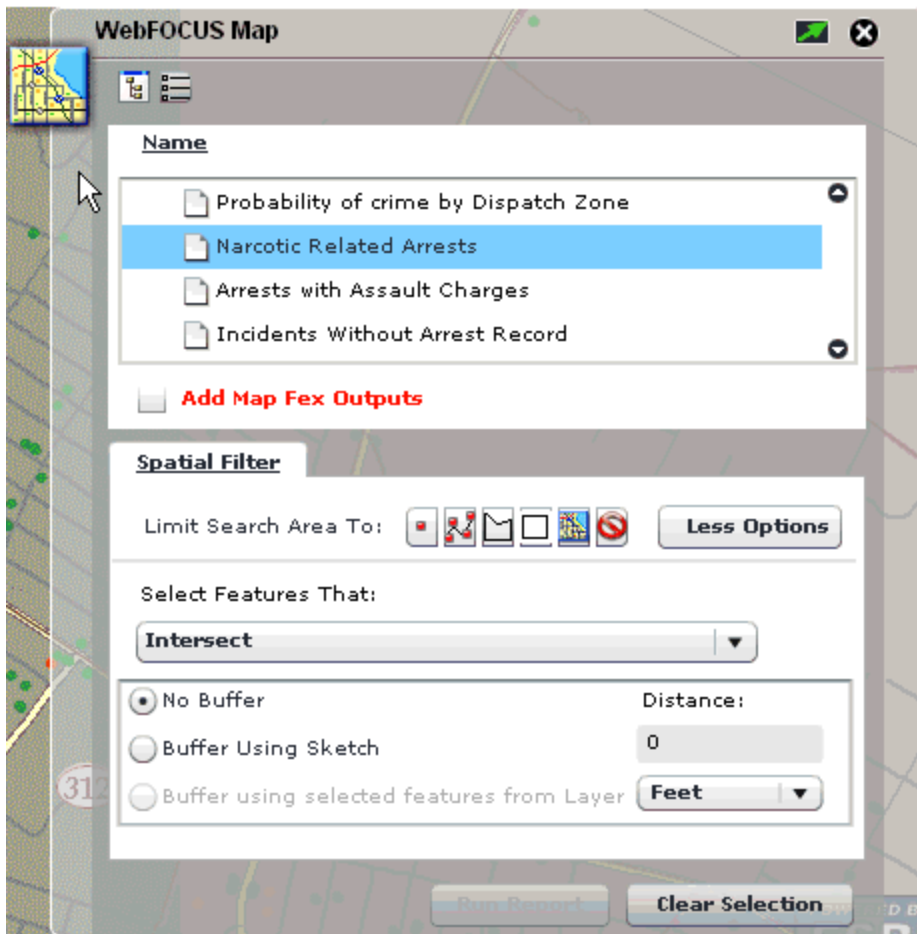 WebFOCUS Map
Name
Probability of crime by Dispatch Zone
Narcotic Related Arrests
Arrests with Assault Charges
Incidents Without Arrest Record
Add Map Fex Outputs
Spatial Filter
Limit Search Area To:
Less Options
Select Features That:
Intersect
No Buffer
Distance:
Buffer Using Sketch
0
312
Buffer using selected features from Layer
Feet
Run Report
Clear Selection